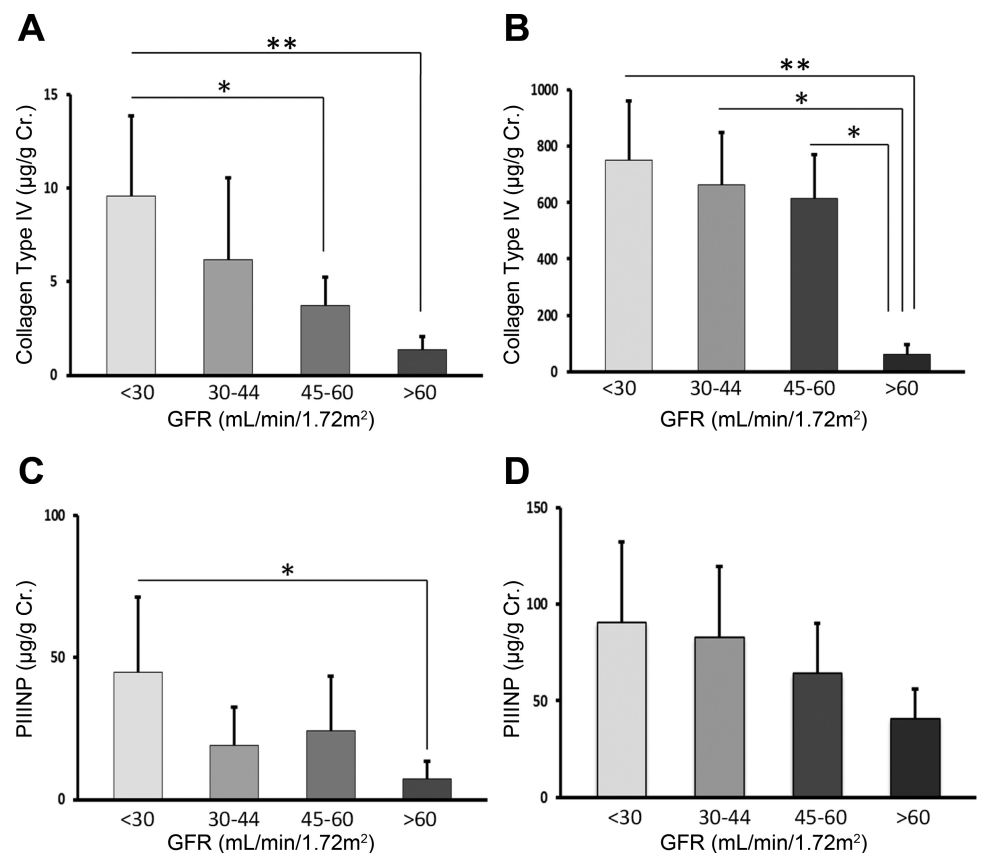 A
**
*
15
10
5
0
Collagen Type IV (µg/g Cr.)
<30 30-44 45-60 >60
GFR (mL/min/1.72m²)
B
**
*
*
1000
800
600
400
200
0
Collagen Type IV (µg/g Cr.)
<30 30-44 45-60 >60
GFR (mL/min/1.72m²)
C
*
100
50
0
PIIINP (µg/g Cr.)
<30 30-44 45-60 >60
GFR (mL/min/1.72m²)
D
150
100
50
0
PIIINP (µg/g Cr.)
<30 30-44 45-60 >60
GFR (mL/min/1.72m²)